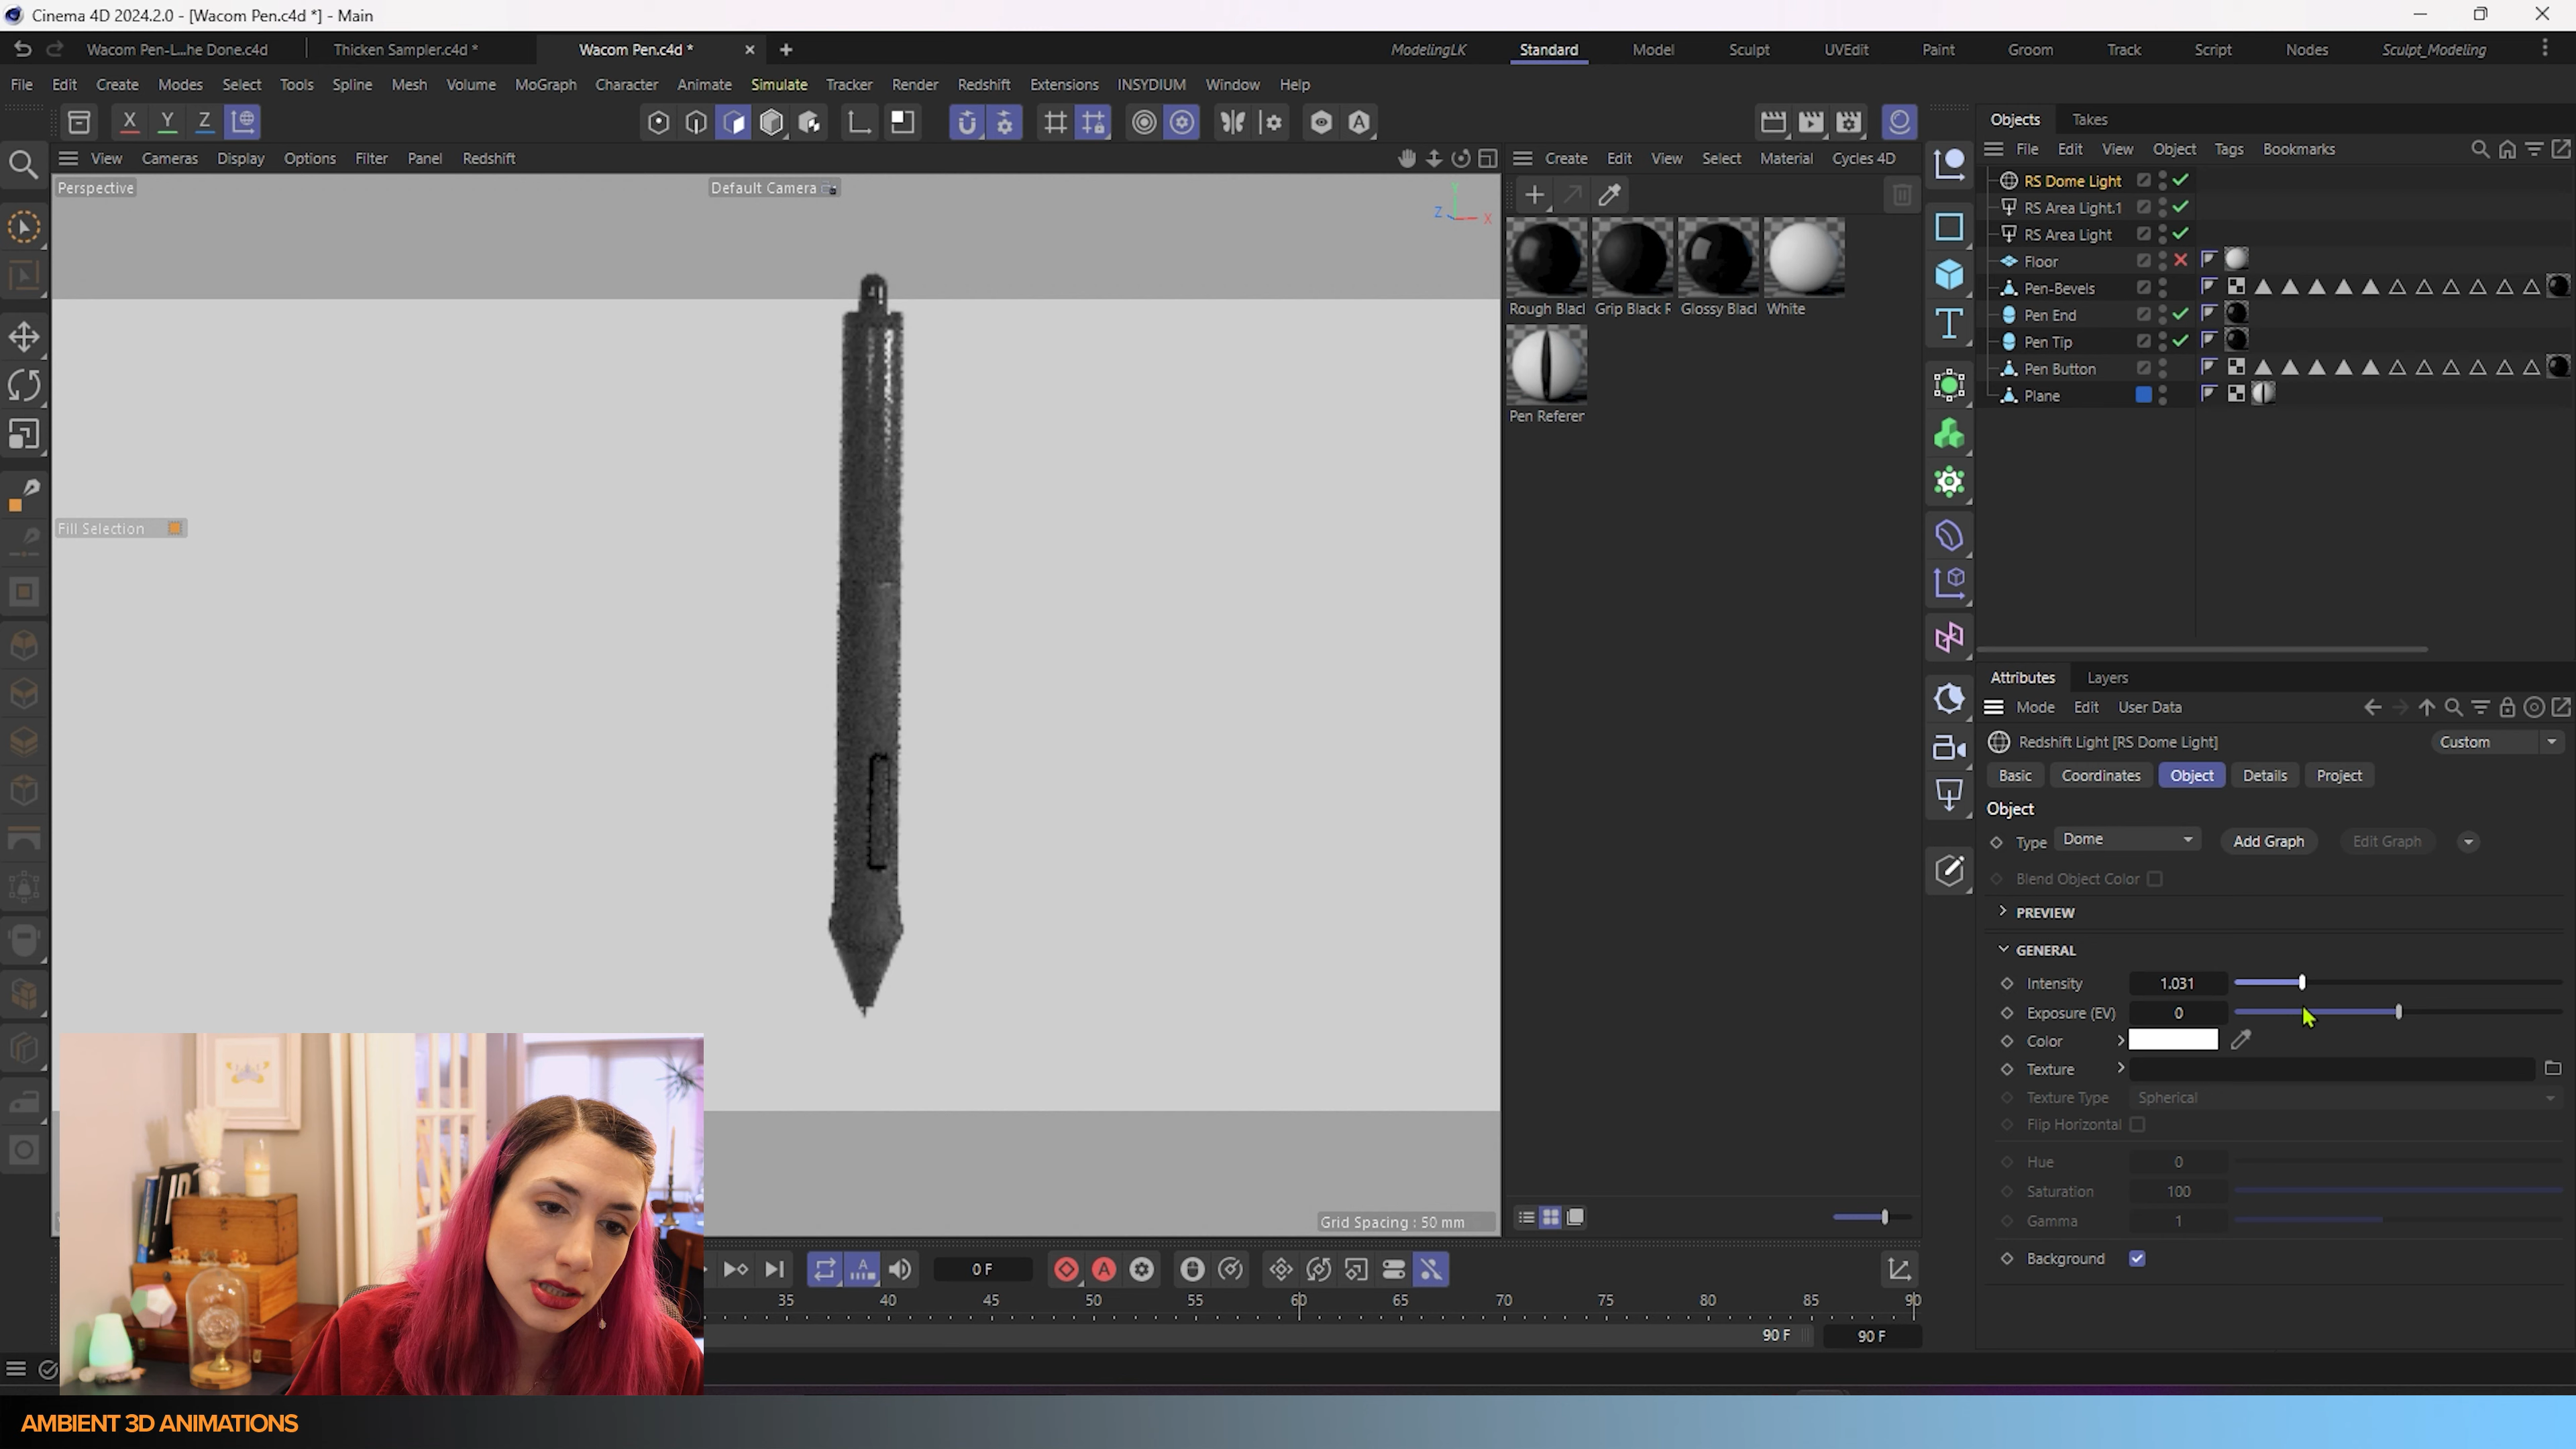 Cinema 4D 2024.2.0 - [Wacom Pen.c4d *] - Main
Wacom Pen-L...he Done.c4d
Thicken Sampler.c4d *
Wacom Pen.c4d *
ModelingLK
Standard
Model
Sculpt
UVEdit
Paint
Groom
Track
Script
Nodes
Sculpt_Modeling
File Edit Create Modes Select Tools Spline Mesh Volume MoGraph Character Animate Simulate Tracker Render Redshift Extensions INSYDIUM Window Help
X Y Z
View Cameras Display Options Filter Panel Redshift
Perspective
Default Camera
Y
Z
X
Fill Selection
Grid Spacing : 50 mm
Create Edit View Select Material Cycles 4D
Rough Blacl
Grip Black F
Glossy Blacl
White
Pen Referer
Objects
Takes
File Edit View Object Tags Bookmarks
RS Dome Light
RS Area Light.1
RS Area Light
Floor
Pen-Bevels
Pen End
Pen Tip
Pen Button
Plane
Attributes
Layers
Mode Edit User Data
Redshift Light [RS Dome Light]
Custom
Basic
Coordinates
Object
Details
Project
Object
Type
Dome
Add Graph
Edit Graph
Blend Object Color
PREVIEW
GENERAL
Intensity 1.031
Exposure (EV) 0
Color
Texture
Texture Type Spherical
Flip Horizontal
Hue 0
Saturation 100
Gamma 1
Background
0 F
35 40 45 50 55 60 65 70 75 80 85 90
90 F
90 F
AMBIENT 3D ANIMATIONS